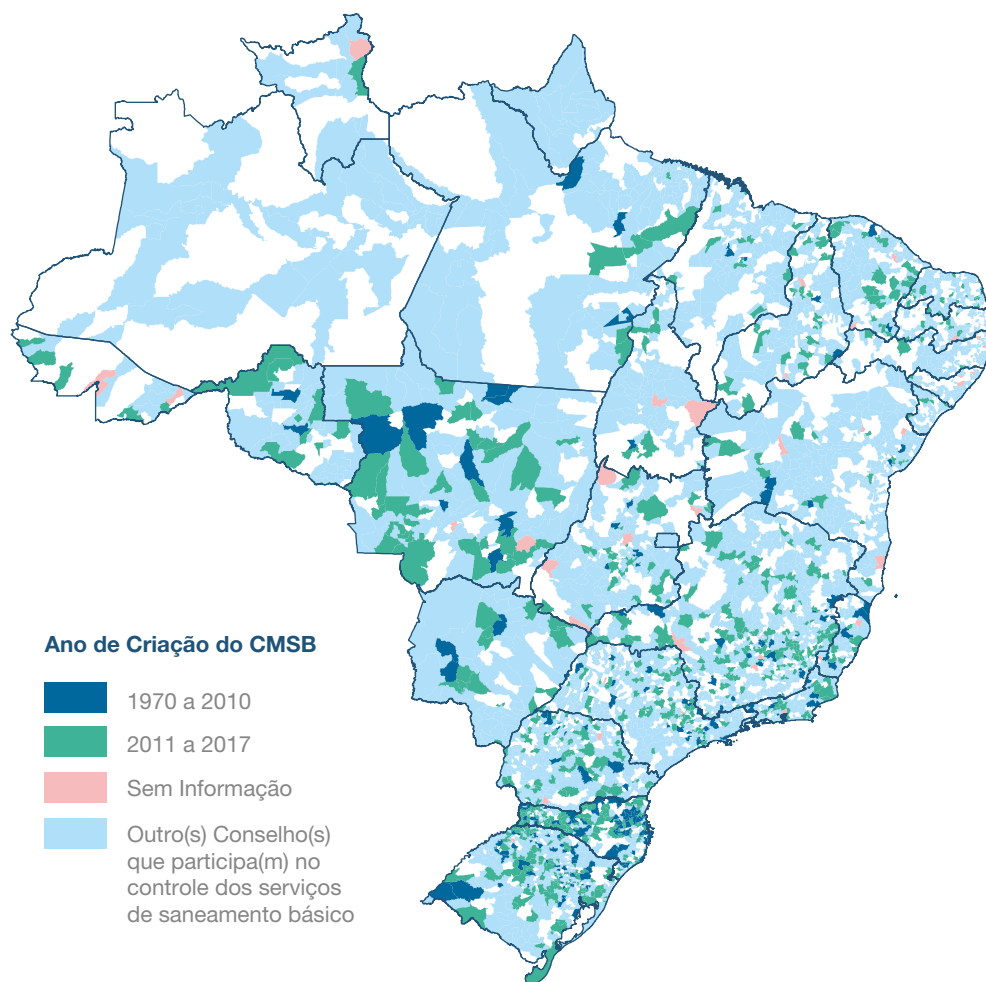 Ano de Criação do CMSB
1970 a 2010
2011 a 2017
Sem Informação
Outro(s) Conselho(s)
que participa(m) no
controle dos serviços
de saneamento básico